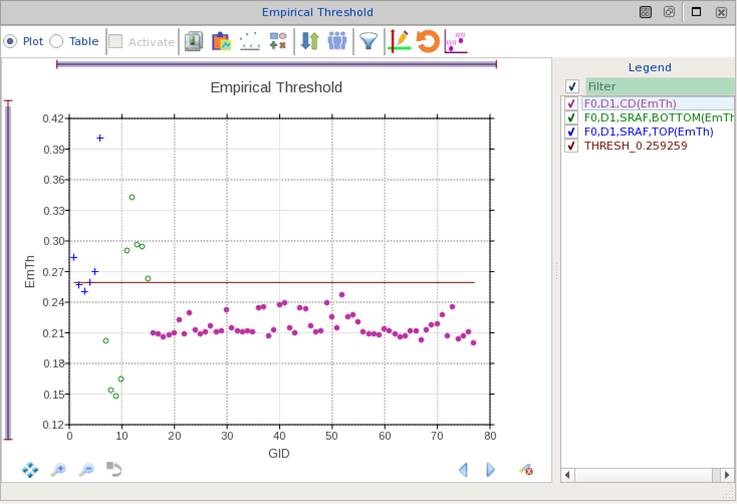 Empirical Threshold
Plot Table Activate
Empirical Threshold
0.42
0.39
0.36
0.33
0.30
0.27
0.24
0.21
0.18
0.15
0.12
EmTh
0 10 20 30 40 50 60 70 80
GID
Legend
Filter
F0,D1,CD(EmTh)
F0,D1,SRAF,BOTTOM(EmTh
F0,D1,SRAF,TOP(EmTh)
THRESH_0.259259